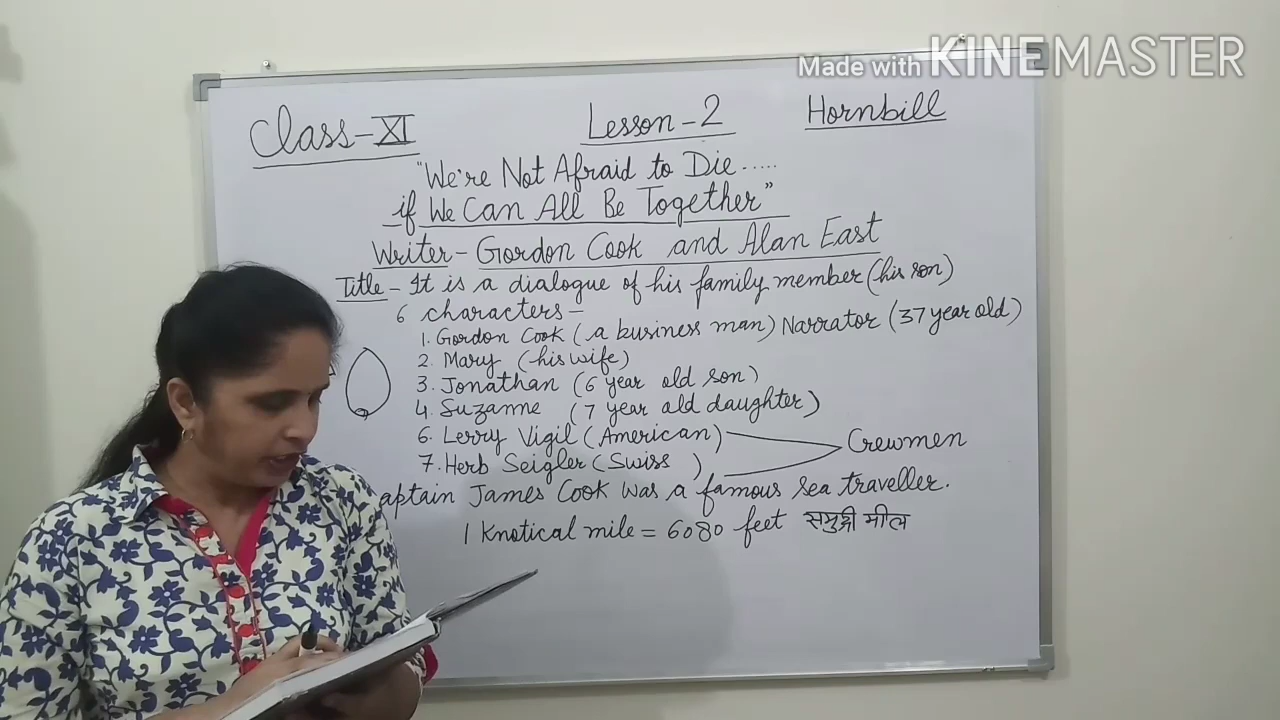 Made with KINEMASTER
Class-XI Lesson-2 Hornbill
"We're Not Afraid to Die.....
if We Can All Be Together"
Writer- Gordon Cook and Alan East
Title- It is a dialogue of his family member (his son)
6 characters-
1. Gordon Cook (a business man) Narrator (37 year old)
2. Mary (his wife)
3. Jonathan (6 year old son)
4. Suzanne (7 year old daughter)
6. Lerry Vigil (American)
7. Herb Seigler (Swiss) Crewmen
aptain James Cook was a famous sea traveller.
1 Knotical mile = 6080 feet समुद्री मील